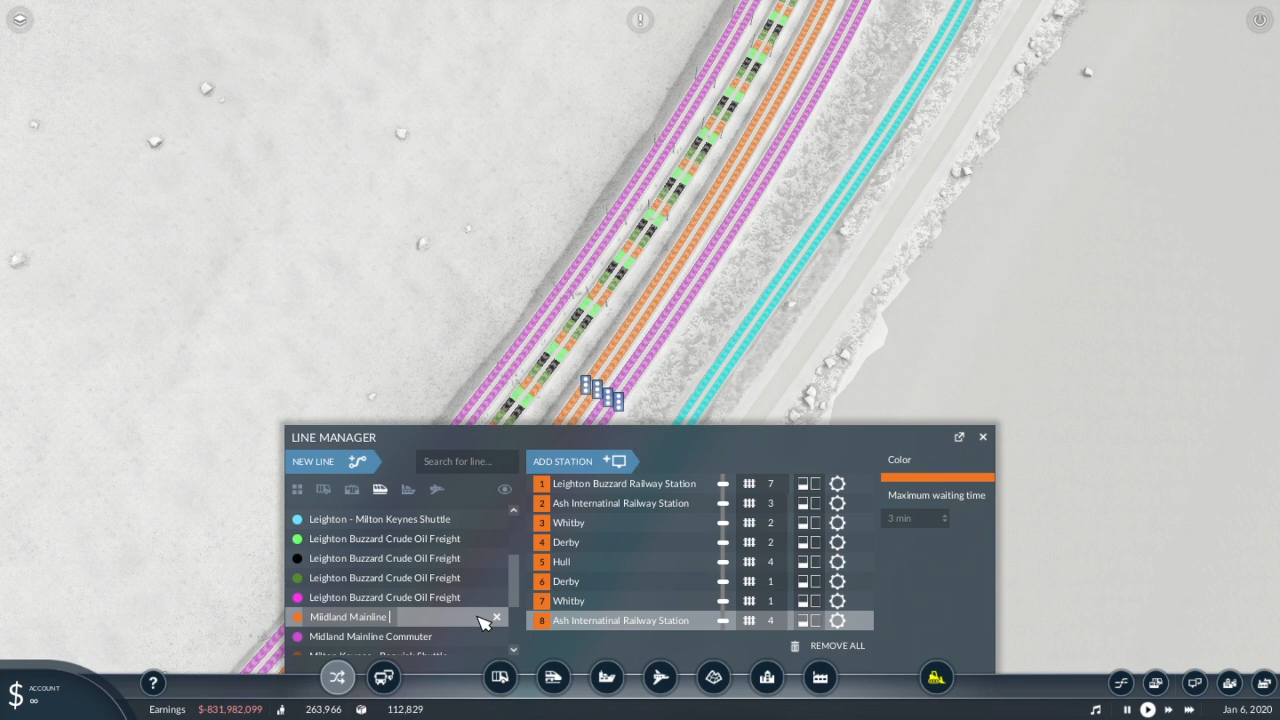 LINE MANAGER
NEW LINE
Search for line...
ADD STATION
Color
Maximum waiting time
3 min
Leighton - Milton Keynes Shuttle
Leighton Buzzard Crude Oil Freight
Leighton Buzzard Crude Oil Freight
Leighton Buzzard Crude Oil Freight
Leighton Buzzard Crude Oil Freight
Miidland Mainline
Midland Mainline Commuter
1 Leighton Buzzard Railway Station 7
2 Ash Internatinal Railway Station 3
3 Whitby 2
4 Derby 2
5 Hull 4
6 Derby 1
7 Whitby 1
8 Ash Internatinal Railway Station 4
REMOVE ALL
$ ACCOUNT
∞
?
Earnings $-831,982,099 263,966 112,829
Jan 6, 2020